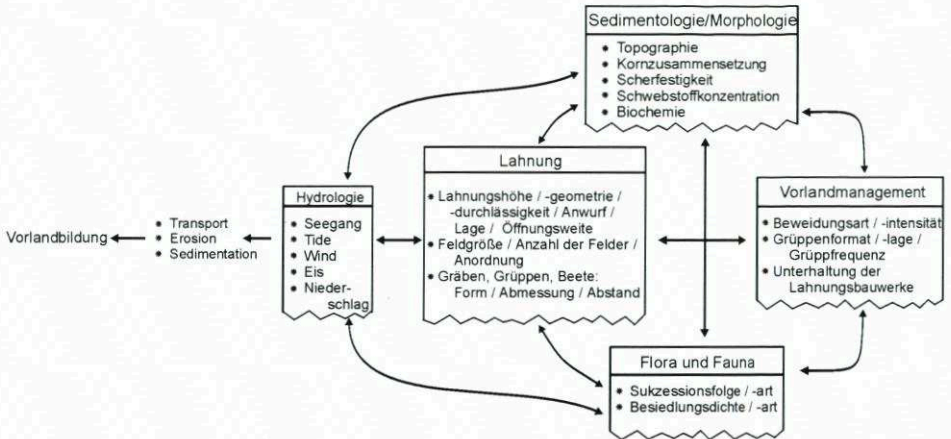 Sedimentologie/Morphologie
* Topographie
* Kornzusammensetzung
* Scherfestigkeit
* Schwebstoffkonzentration
* Biochemie
Lahnung
* Lahnungshöhe / -geometrie /
-durchlässigkeit / Anwurf /
Lage / Öffnungsweite
* Feldgröße / Anzahl der Felder /
Anordnung
* Gräben, Grüppen, Beete:
Form / Abmessung / Abstand
Hydrologie
* Seegang
* Tide
* Wind
* Eis
* Nieder-
schlag
Vorlandbildung
* Transport
* Erosion
* Sedimentation
Vorlandmanagement
* Beweidungsart / -intensität
* Grüppenformat / -lage /
Grüppfrequenz
* Unterhaltung der
Lahnungsbauwerke
Flora und Fauna
* Sukzessionsfolge / -art
* Besiedlungsdichte / -art